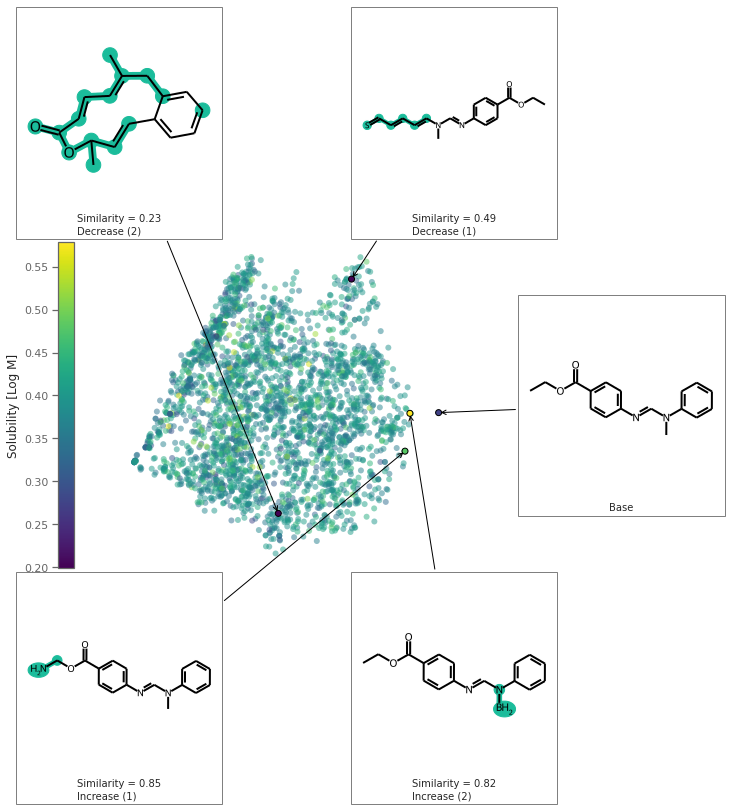 O
O
Similarity = 0.23
Decrease (2)
S
N
N
O
O
Similarity = 0.49
Decrease (1)
Solubility [Log M]
0.55
0.50
0.45
0.40
0.35
0.30
0.25
0.20
O
O
N
N
Base
H2N
O
O
N
N
Similarity = 0.85
Increase (1)
O
O
N
N
BH2
Similarity = 0.82
Increase (2)